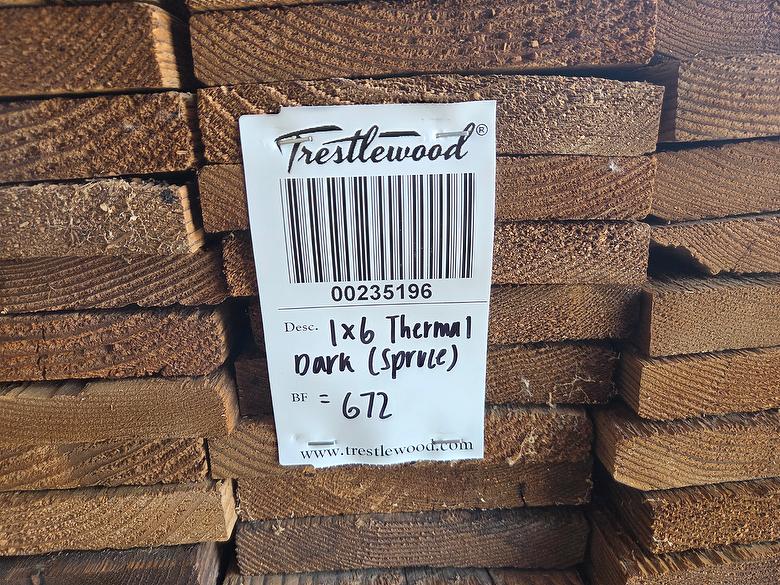 Trestlewood®
00235196
Desc. 1x6 Thermal
Dark (Spruce)
BF = 672
www.trestlewood.com